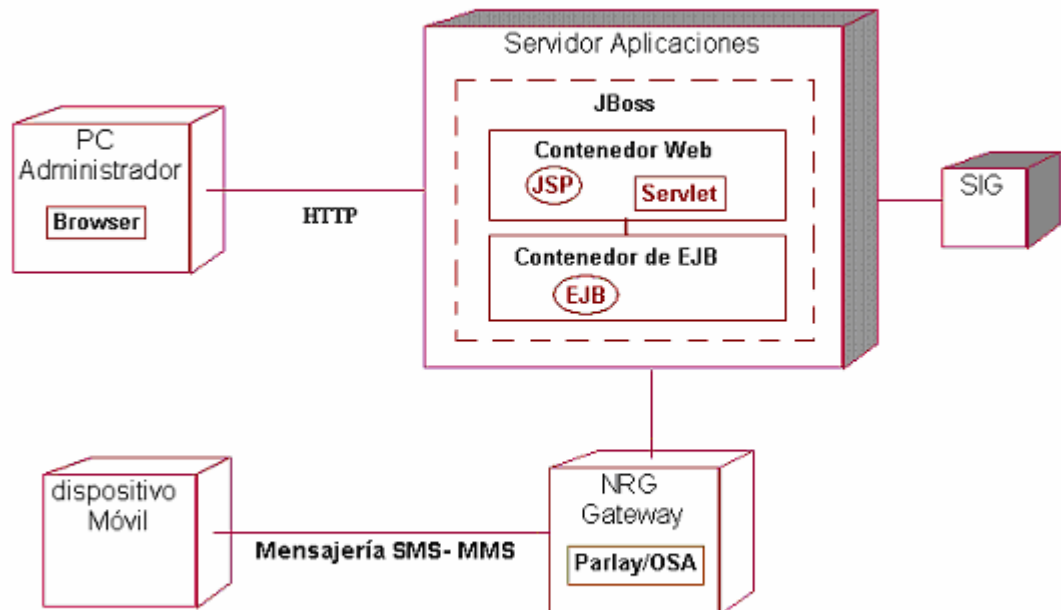 Servidor Aplicaciones
JBoss
Contenedor Web
JSP
Servlet
Contenedor de EJB
EJB
PC
Administrador
Browser
HTTP
SIG
dispositivo
Móvil
Mensajería SMS- MMS
NRG
Gateway
Parlay/OSA